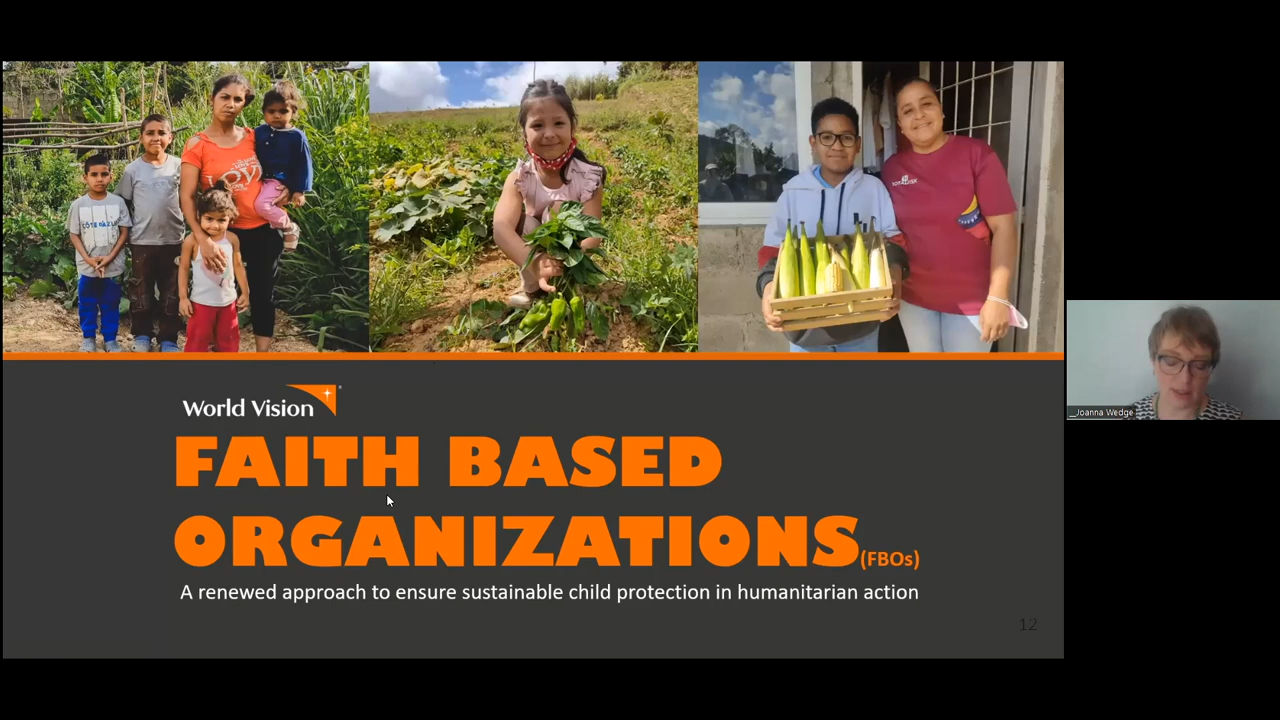 World Vision
FAITH BASED
ORGANIZATIONS(FBOs)
A renewed approach to ensure sustainable child protection in humanitarian action
12
Joanna Wedge